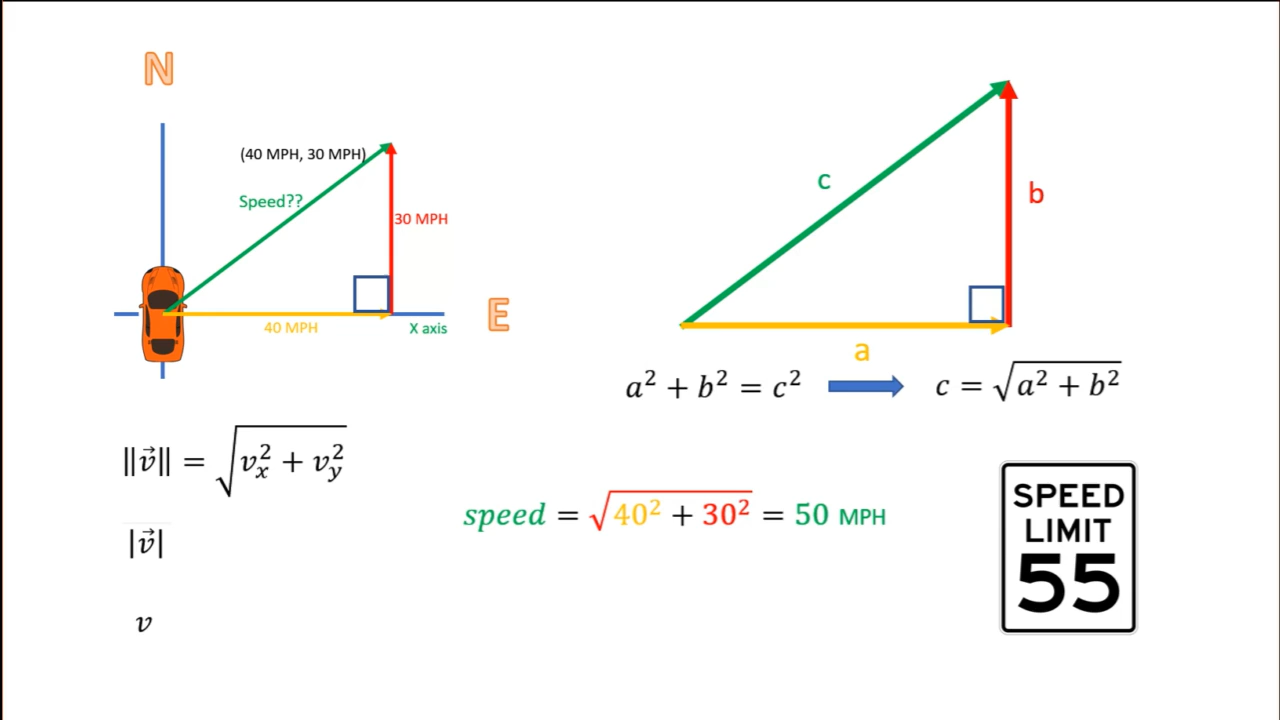 N
(40 MPH, 30 MPH)
Speed??
30 MPH
40 MPH
X axis
E
c
b
a
a² + b² = c²
c = √(a² + b²)
‖v⃗‖ = √(vₓ² + v_y²)
|v⃗|
v
speed = √(40² + 30²) = 50 MPH
SPEED
LIMIT
55